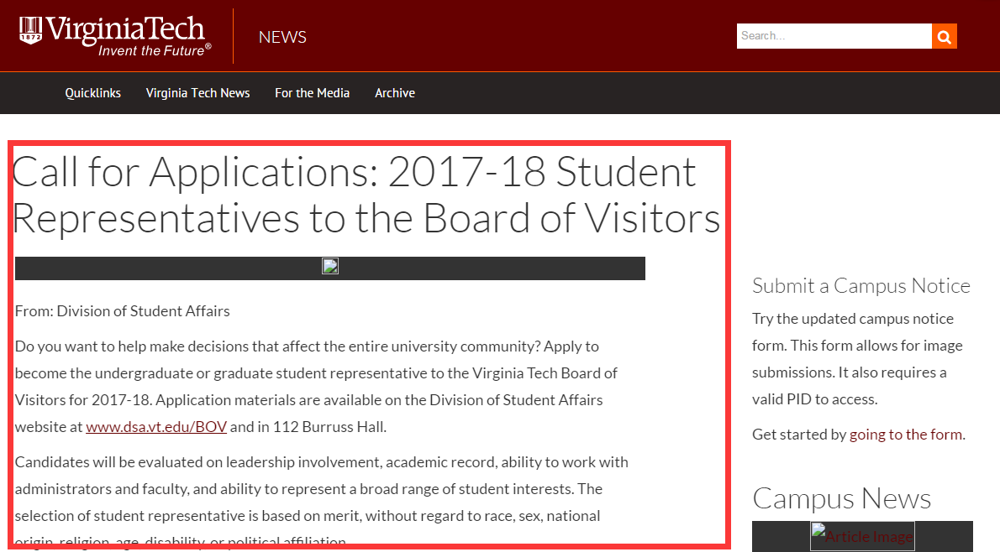 1872
VirginiaTech
Invent the Future®
NEWS
Search...
Quicklinks Virginia Tech News For the Media Archive
Call for Applications: 2017-18 Student
Representatives to the Board of Visitors
From: Division of Student Affairs
Do you want to help make decisions that affect the entire university community? Apply to
become the undergraduate or graduate student representative to the Virginia Tech Board of
Visitors for 2017-18. Application materials are available on the Division of Student Affairs
website at www.dsa.vt.edu/BOV and in 112 Burruss Hall.
Candidates will be evaluated on leadership involvement, academic record, ability to work with
administrators and faculty, and ability to represent a broad range of student interests. The
selection of student representative is based on merit, without regard to race, sex, national
origin, religion, age, disability, or political affiliation.
Submit a Campus Notice
Try the updated campus notice
form. This form allows for image
submissions. It also requires a
valid PID to access.
Get started by going to the form.
Campus News
Article Image